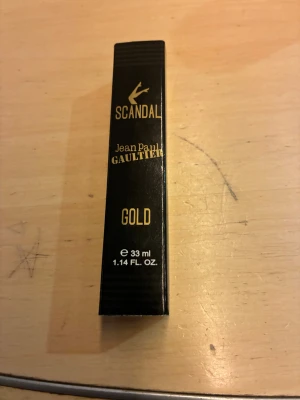 SCANDAL
Jean Paul
GAULTIER
GOLD
e 33 ml
1.14 FL. OZ.